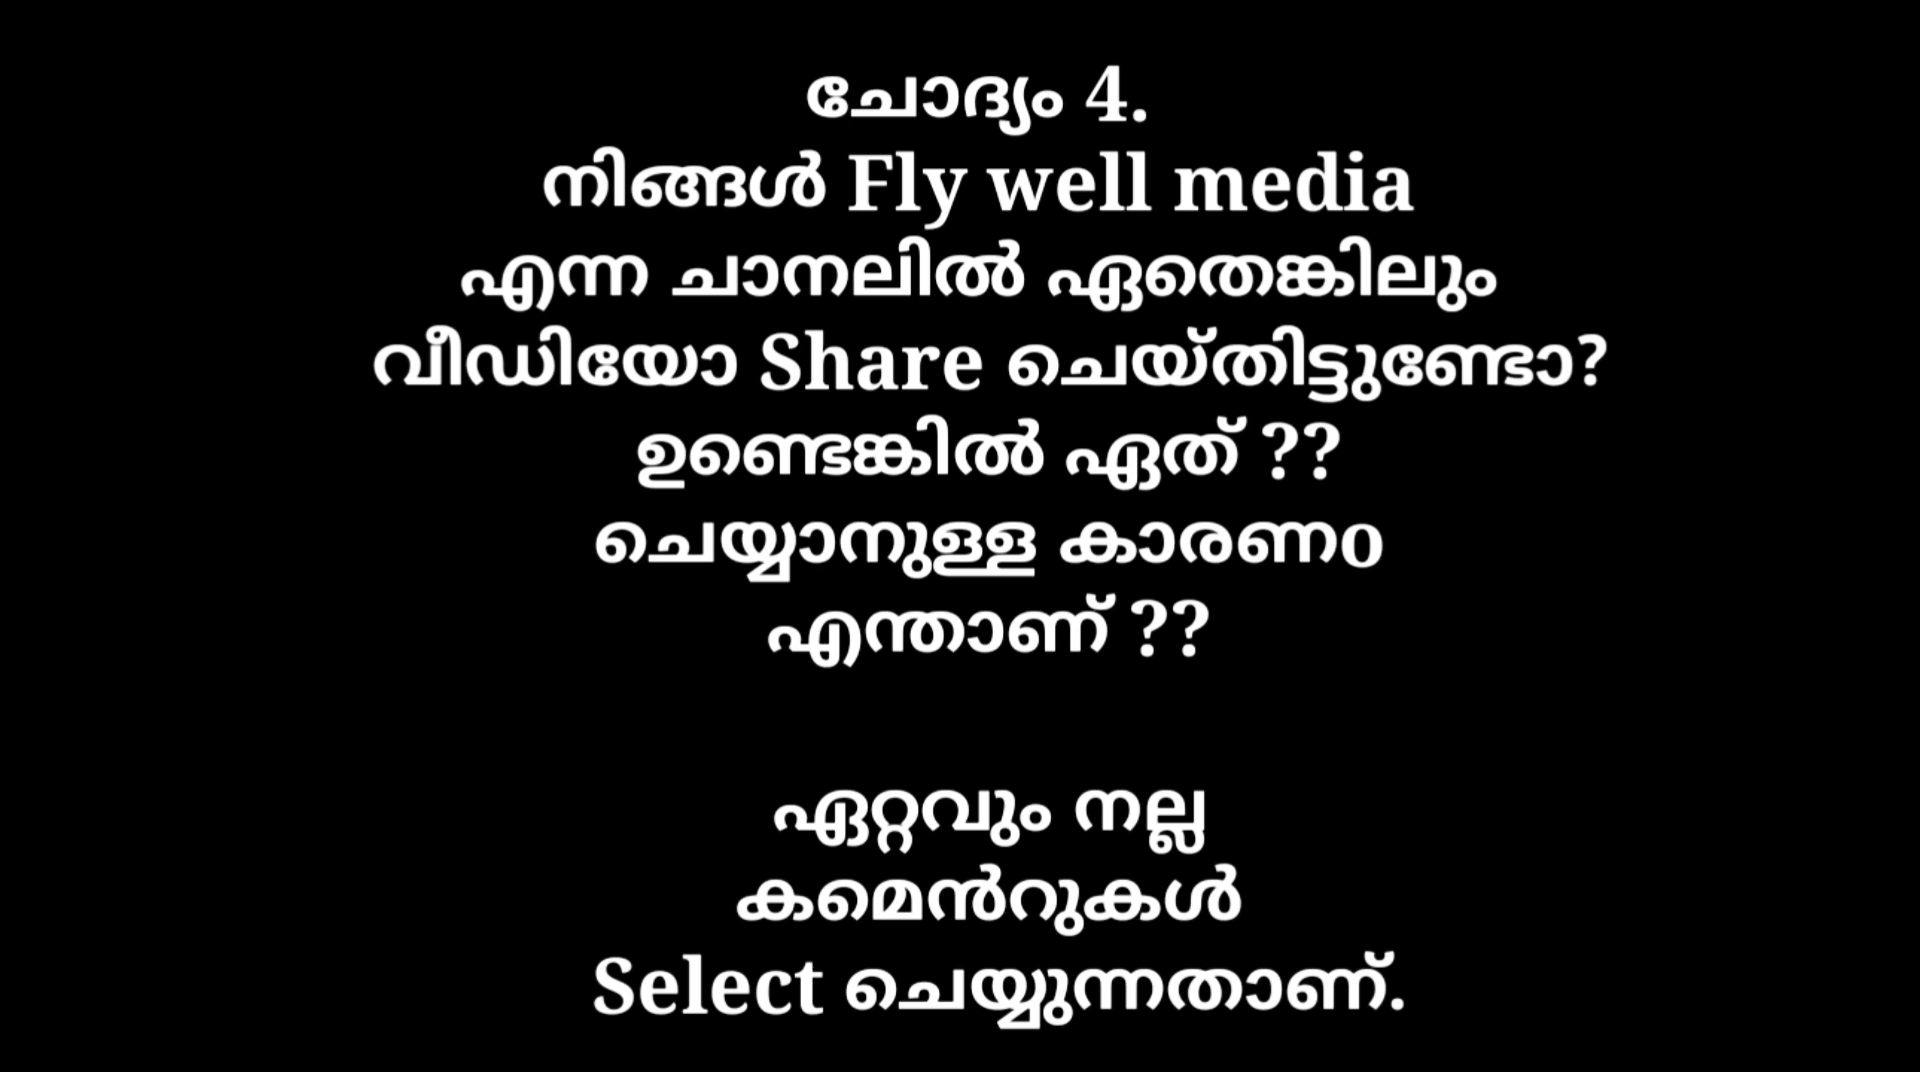 ചോദ്യം 4.
നിങ്ങൾ Fly well media
എന്ന ചാനലിൽ ഏതെങ്കിലും
വീഡിയോ Share ചെയ്തിട്ടുണ്ടോ?
ഉണ്ടെങ്കിൽ ഏത് ??
ചെയ്യാനുള്ള കാരണം
എന്താണ് ??
ഏറ്റവും നല്ല
കമെൻറുകൾ
Select ചെയ്യുന്നതാണ്.